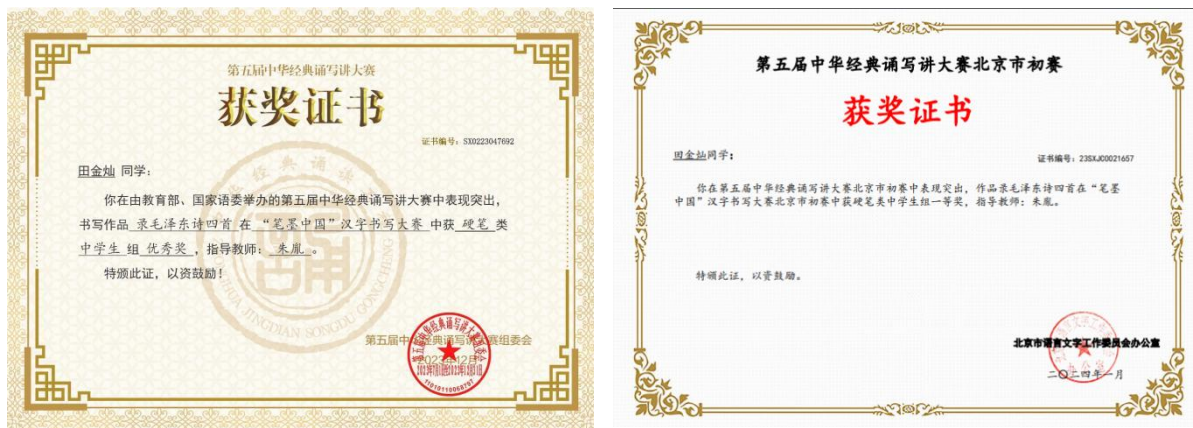 第五届中华经典诵写讲大赛
获奖证书
证书编号：SX0223047692
田金灿 同学：
你在由教育部、国家语委举办的第五届中华经典诵写讲大赛中表现突出，
书写作品 录毛泽东诗四首 在 “笔墨中国”汉字书写大赛 中获 硬笔 类
中学生 组 优秀奖 ，指导教师： 朱胤 。
特颁此证，以资鼓励！
第五届中华经典诵写讲大赛组委会
2023年12月
第五届中华经典诵写讲大赛北京市初赛
获奖证书
田金灿同学：
证书编号：23SXJC0021657
你在第五届中华经典诵写讲大赛北京市初赛中表现突出，作品录毛泽东诗四首在“笔墨
中国”汉字书写大赛北京市初赛中获硬笔类中学生组一等奖，指导教师：朱胤。
特颁此证，以资鼓励。
北京市语言文字工作委员会办公室
二〇二四年一月